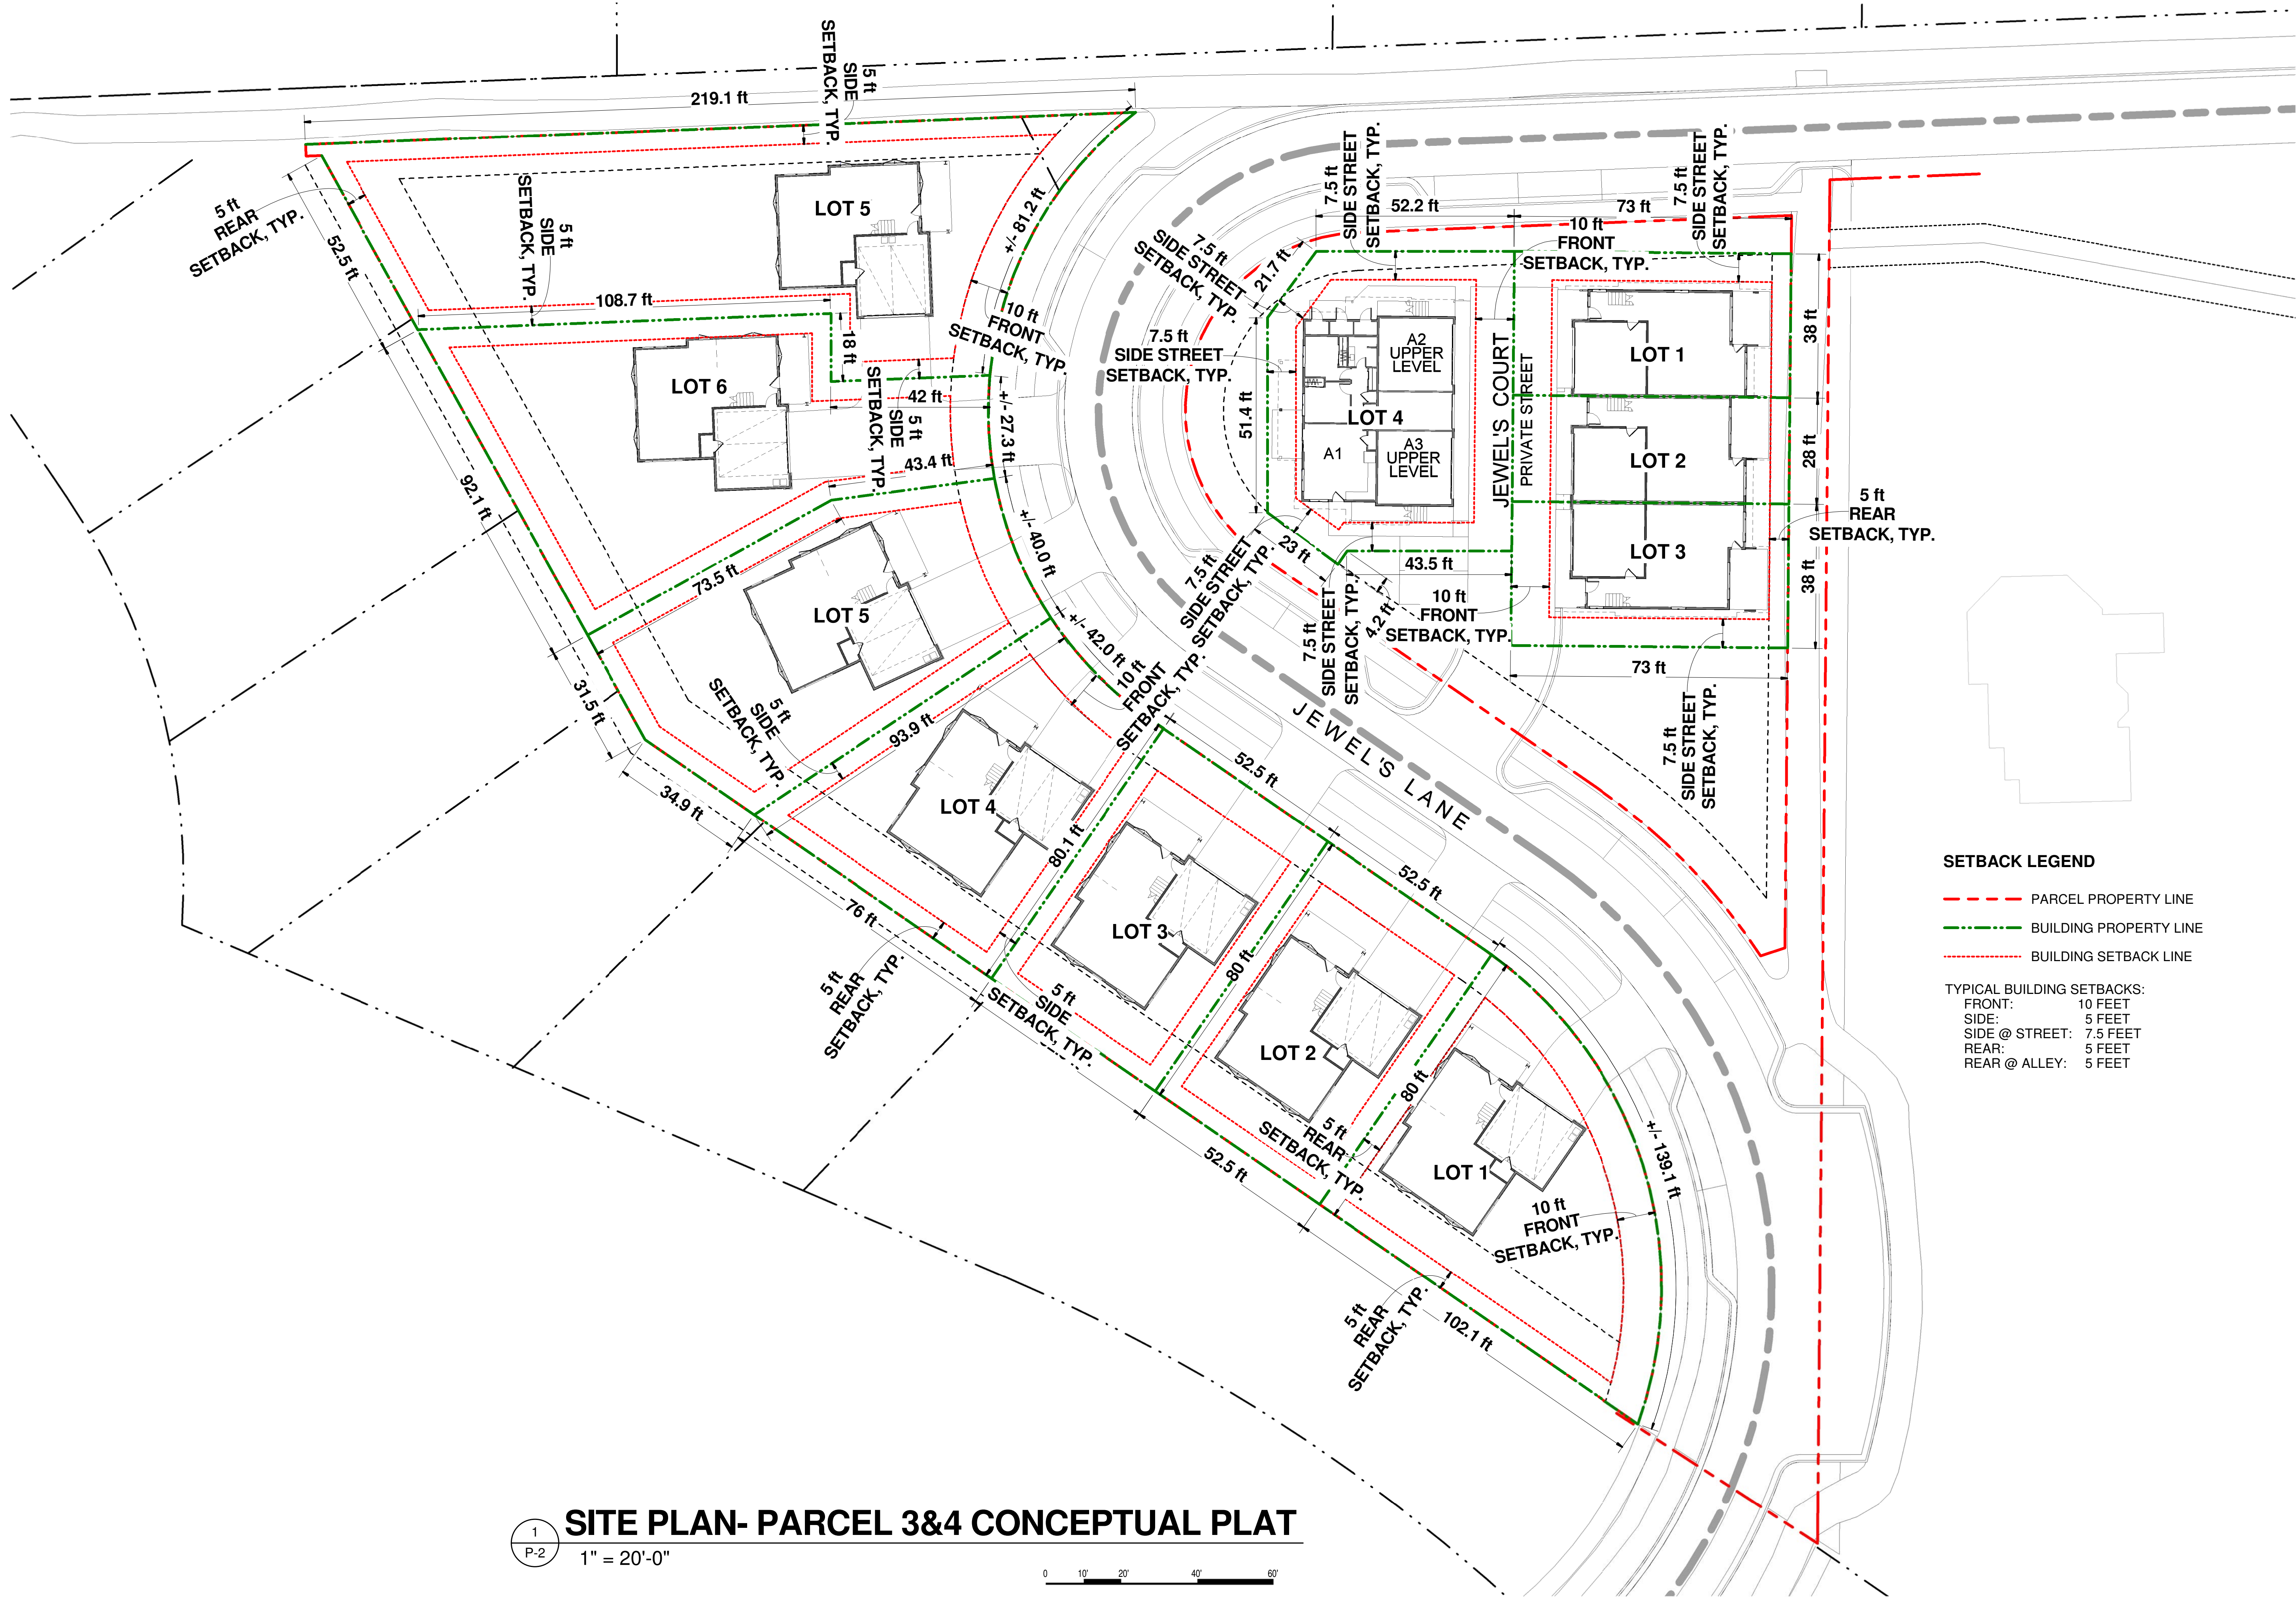 219.1 ft
5 ft
SIDE
SETBACK, TYP.
5 ft
REAR
SETBACK, TYP.
52.5 ft
5 ft
SIDE
SETBACK, TYP.
LOT 5
+/- 81.2 ft
108.7 ft
18 ft
10 ft
FRONT
SETBACK, TYP.
LOT 6
42 ft
5 ft
SIDE
SETBACK, TYP.
+/- 27.3 ft
43.4 ft
92.1 ft
73.5 ft
LOT 5
+/- 40.0 ft
+/- 42.0 ft
31.5 ft
5 ft
SIDE
SETBACK, TYP.
93.9 ft
10 ft
FRONT
SETBACK, TYP.
34.9 ft
LOT 4
80.1 ft
76 ft
5 ft
REAR
SETBACK, TYP.
52.5 ft
LOT 3
5 ft
SIDE
SETBACK, TYP.
52.5 ft
80 ft
LOT 2
80 ft
5 ft
REAR
SETBACK, TYP.
52.5 ft
LOT 1
+/- 139.1 ft
10 ft
FRONT
SETBACK, TYP.
5 ft
REAR
SETBACK, TYP.
102.1 ft
7.5 ft
SIDE STREET
SETBACK, TYP.
52.2 ft
73 ft
7.5 ft
SIDE STREET
SETBACK, TYP.
10 ft
FRONT
SETBACK, TYP.
7.5 ft
SIDE STREET
SETBACK, TYP.
21.7 ft
7.5 ft
SIDE STREET
SETBACK, TYP.
51.4 ft
A2
UPPER
LEVEL
LOT 4
A1
A3
UPPER
LEVEL
JEWEL'S COURT
PRIVATE STREET
LOT 1
38 ft
LOT 2
28 ft
LOT 3
38 ft
5 ft
REAR
SETBACK, TYP.
23 ft
7.5 ft
SIDE STREET
SETBACK, TYP.
43.5 ft
4.2 ft
7.5 ft
SIDE STREET
SETBACK, TYP.
10 ft
FRONT
SETBACK, TYP.
73 ft
7.5 ft
SIDE STREET
SETBACK, TYP.
JEWEL'S LANE
SETBACK LEGEND
PARCEL PROPERTY LINE
BUILDING PROPERTY LINE
BUILDING SETBACK LINE
TYPICAL BUILDING SETBACKS:
FRONT: 10 FEET
SIDE: 5 FEET
SIDE @ STREET: 7.5 FEET
REAR: 5 FEET
REAR @ ALLEY: 5 FEET
1
P-2
SITE PLAN- PARCEL 3&4 CONCEPTUAL PLAT
1" = 20'-0"
0 10' 20' 40' 60'